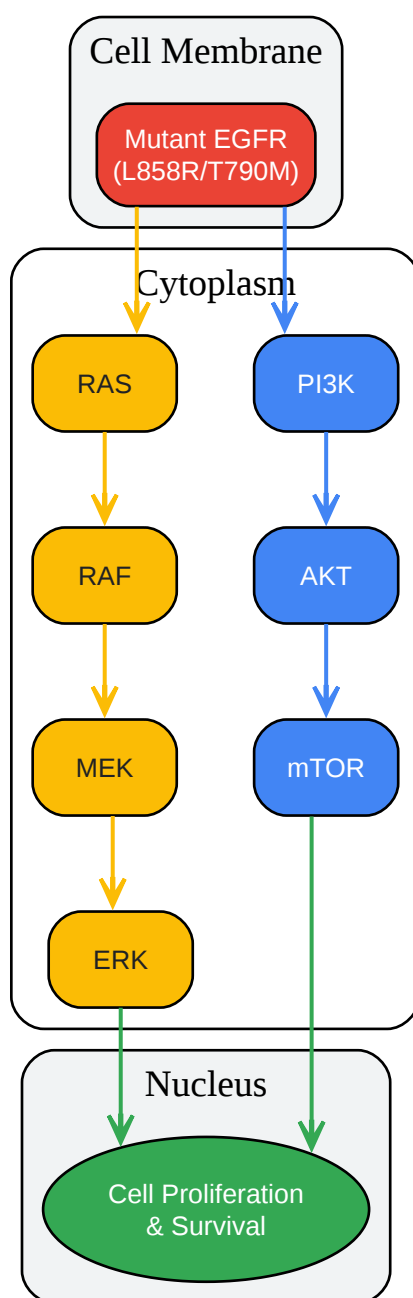 Cell Membrane
Mutant EGFR
(L858R/T790M)
Cytoplasm
RAS
PI3K
RAF
AKT
MEK
mTOR
ERK
Nucleus
Cell Proliferation
& Survival